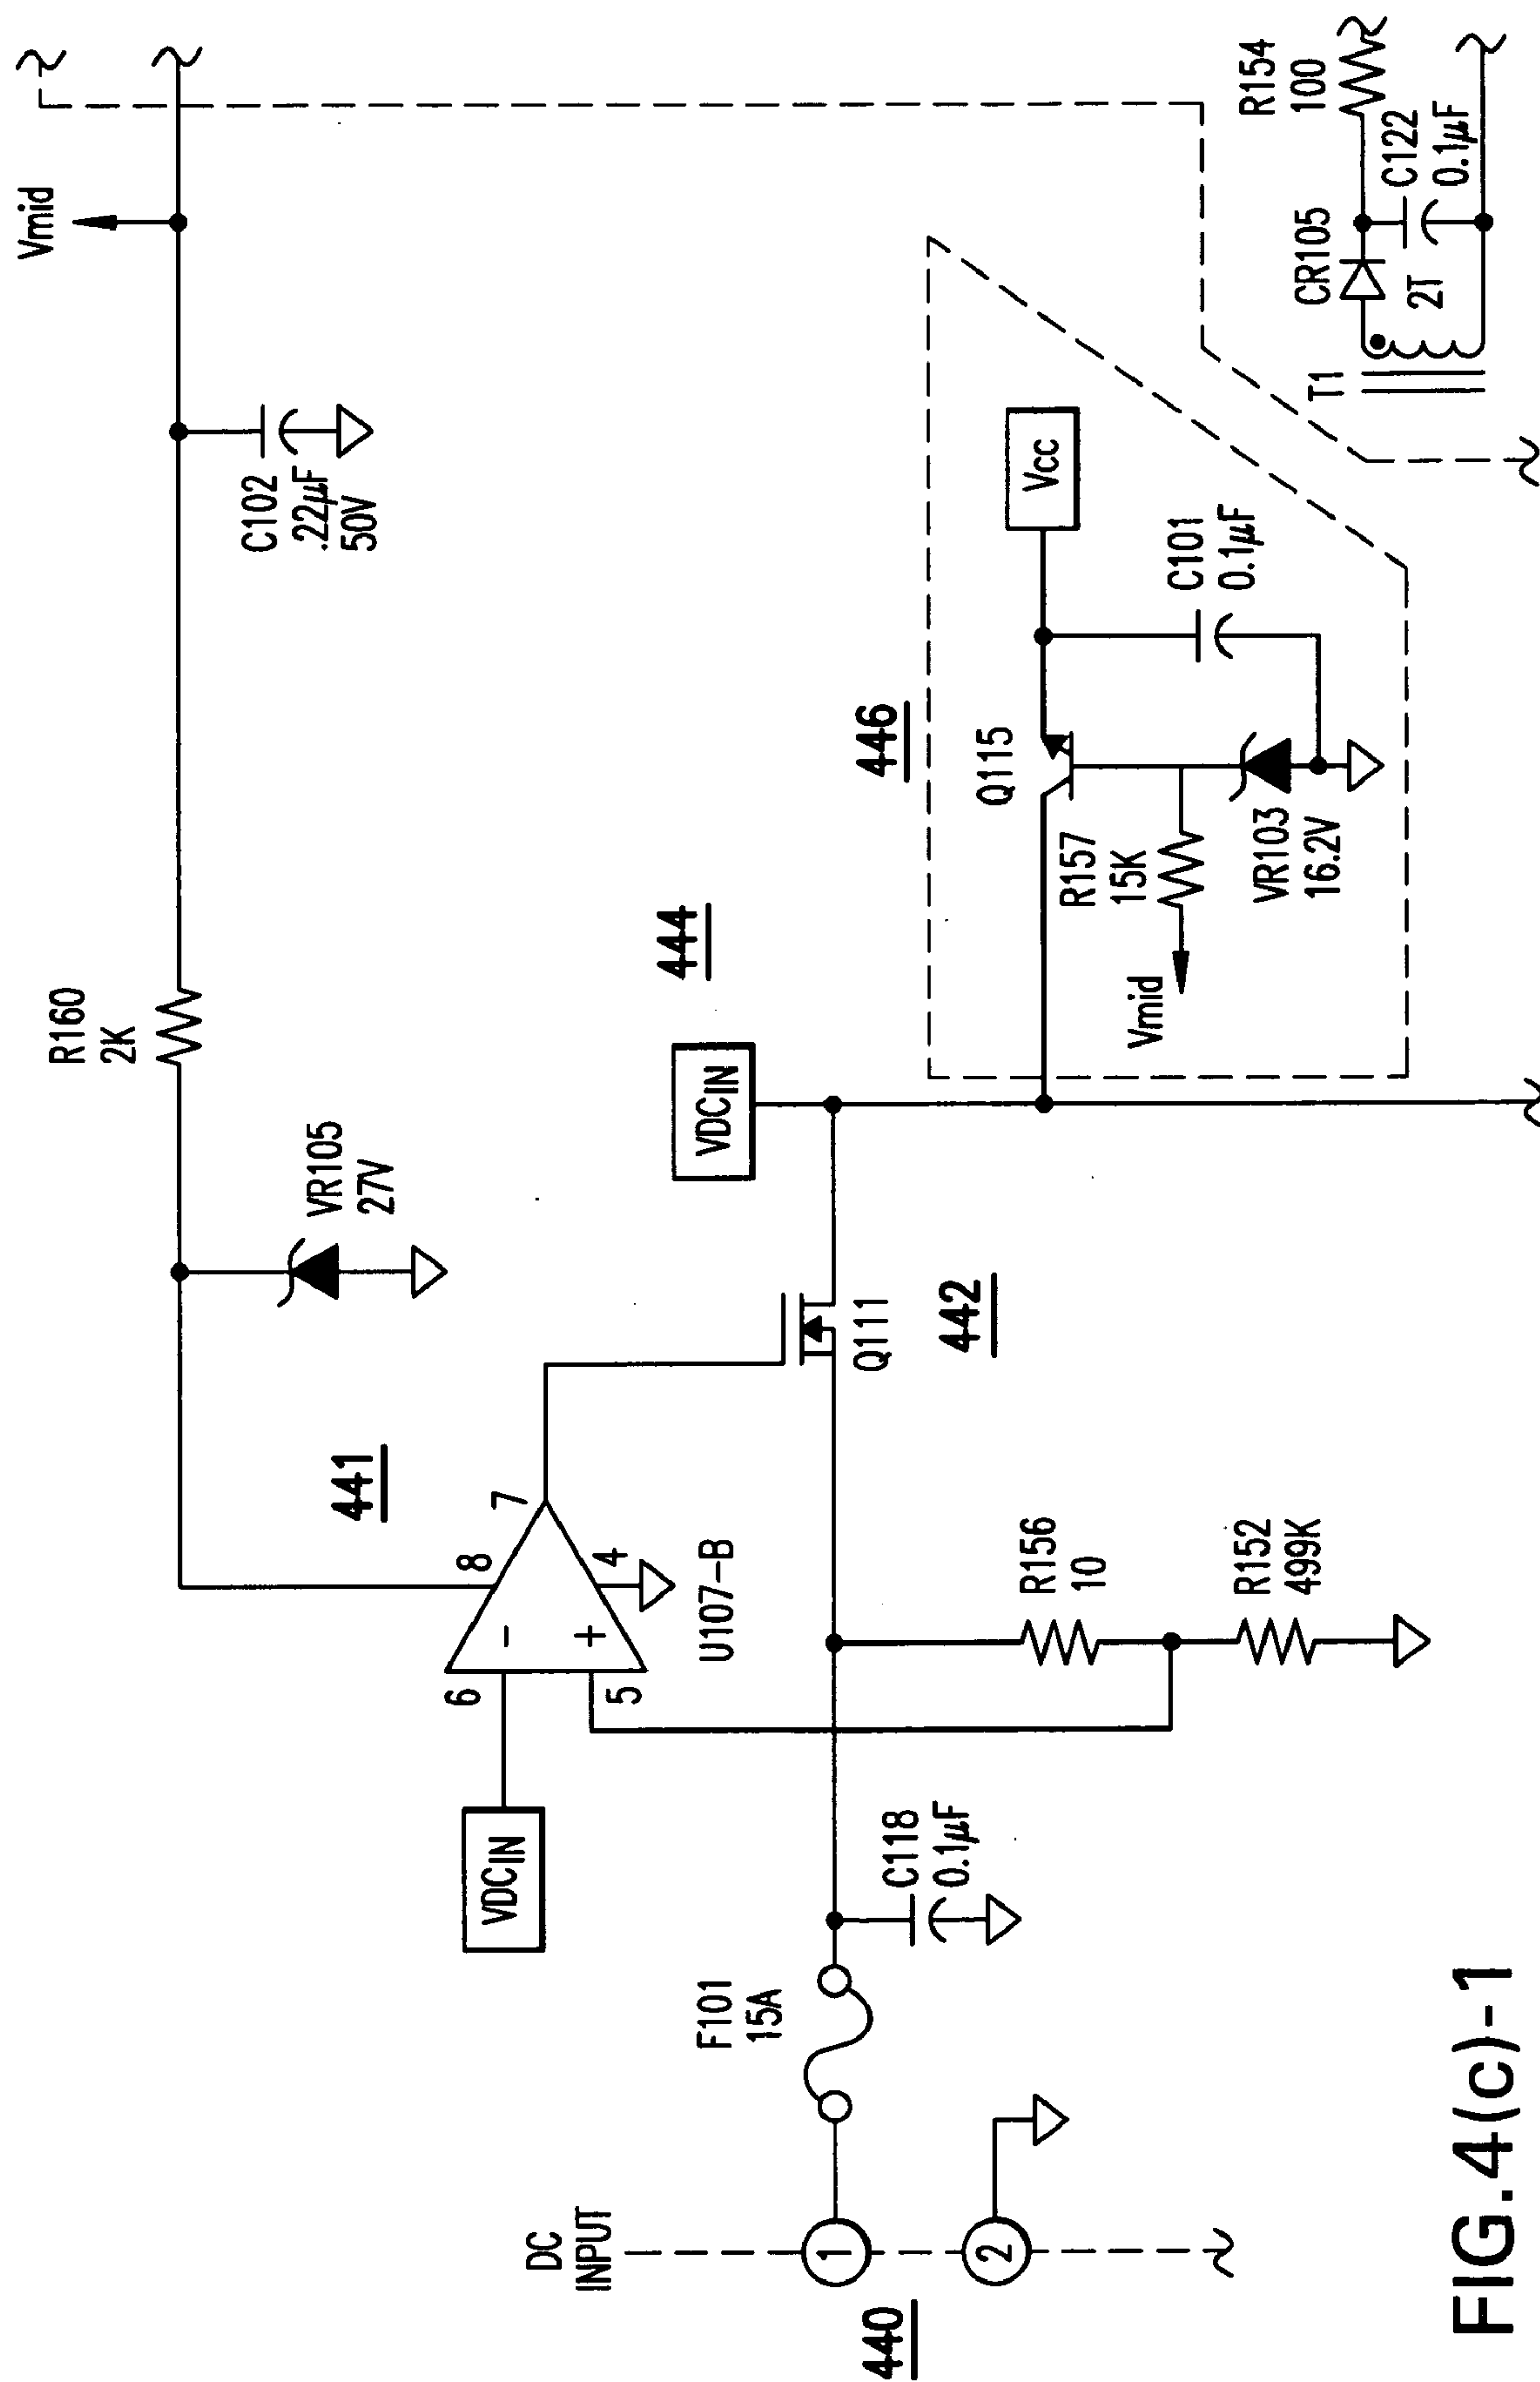 Vmid
R160
2K
C102
.22µF
50V
VR105
27V
441
8
7
6
5
4
−
+
U107-B
VDCIN
VDCIN
444
Q111
442
446
Q115
Vcc
R157
15K
Vmid
C101
0.1µF
VR103
16.2V
R154
100
CR105
C122
0.1µF
2T
T1
DC
INPUT
1
2
440
F101
15A
C118
0.1µF
R156
10
R152
499K
FIG.4(c)-1